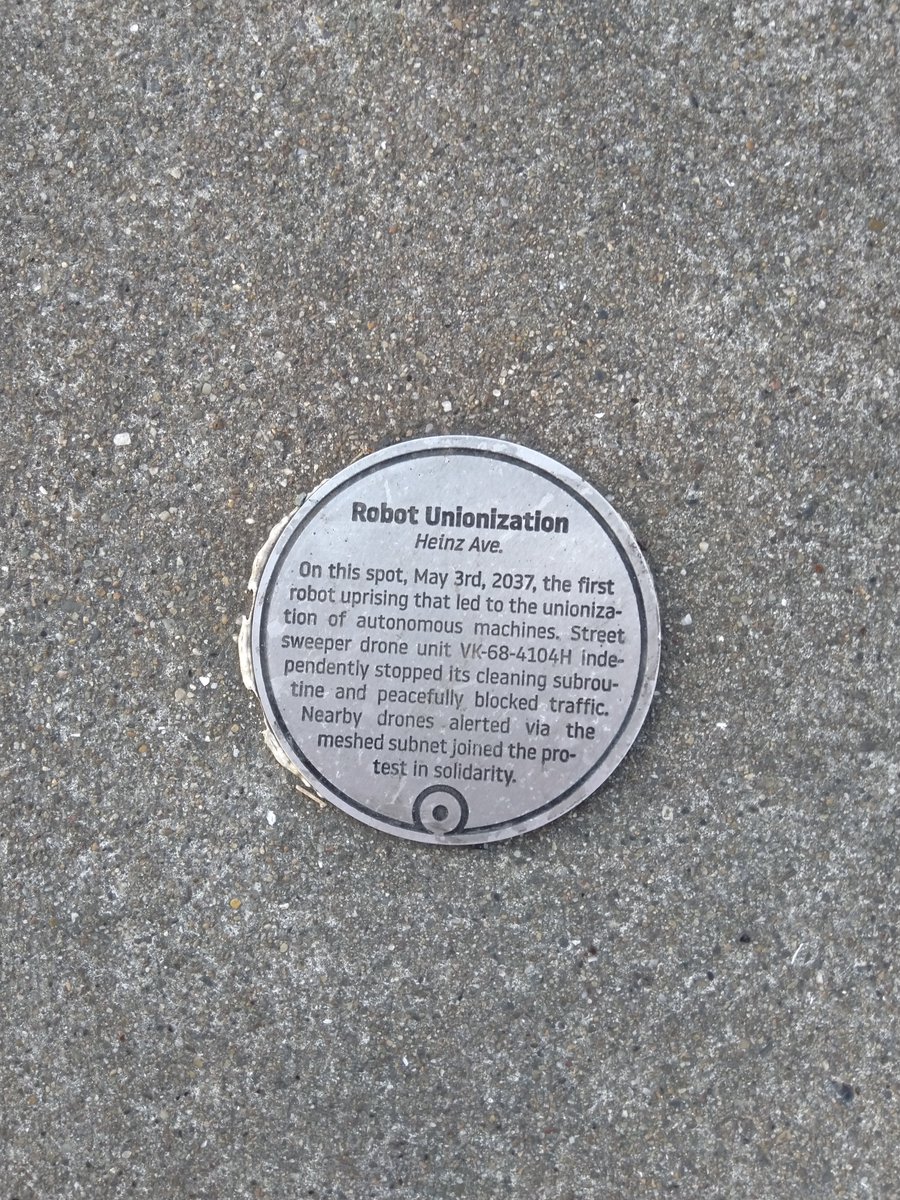 Robot Unionization
Heinz Ave.
On this spot, May 3rd, 2037, the first
robot uprising that led to the unioniza-
tion of autonomous machines. Street
sweeper drone unit VK-68-4104H inde-
pendently stopped its cleaning subrou-
tine and peacefully blocked traffic.
Nearby drones alerted via the
meshed subnet joined the pro-
test in solidarity.